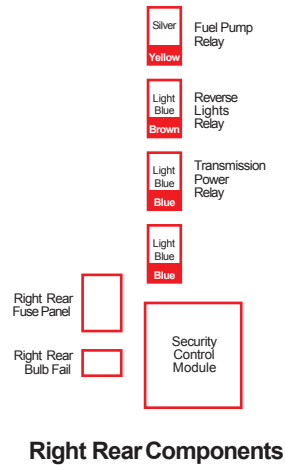 Silver
Yellow
Fuel Pump
Relay
Light
Blue
Brown
Reverse
Lights
Relay
Light
Blue
Blue
Transmission
Power
Relay
Light
Blue
Blue
Right Rear
Fuse Panel
Right Rear
Bulb Fail
Security
Control
Module
Right Rear Components